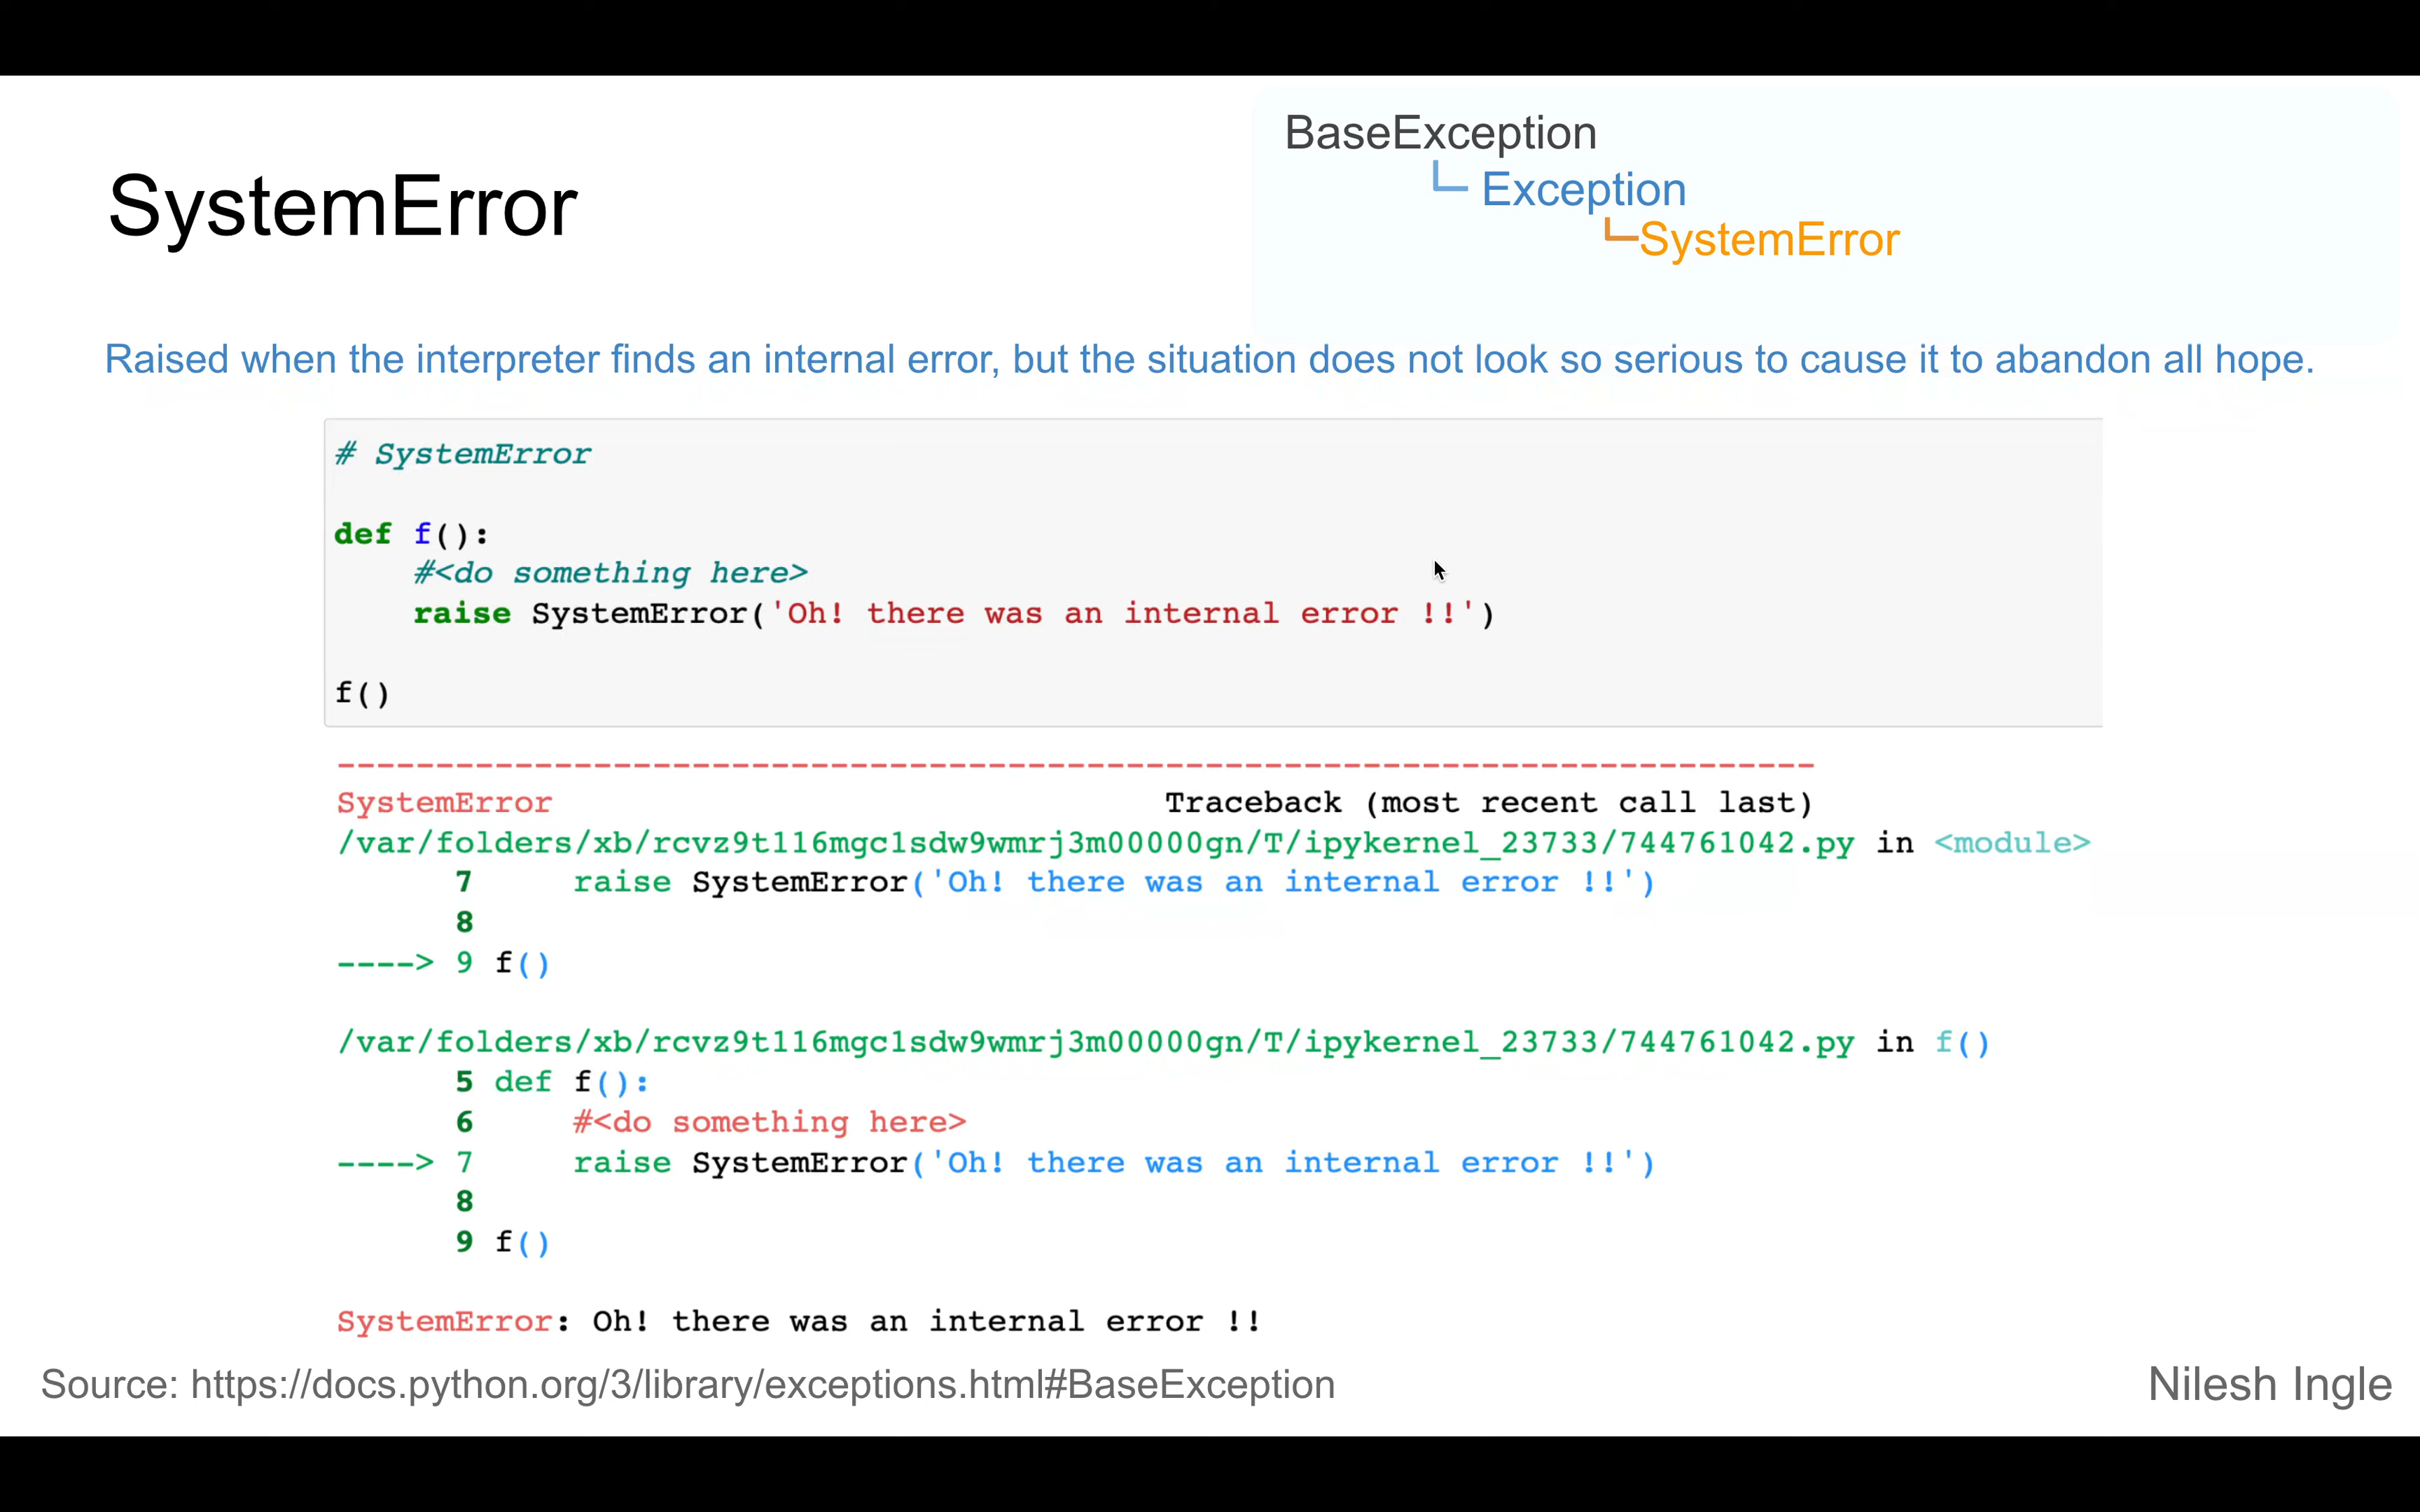 SystemError
BaseException
Exception
SystemError
Raised when the interpreter finds an internal error, but the situation does not look so serious to cause it to abandon all hope.
# SystemError
def f():
    #<do something here>
    raise SystemError('Oh! there was an internal error !!')
f()
---------------------------------------------------------------------------
SystemError                               Traceback (most recent call last)
/var/folders/xb/rcvz9t116mgc1sdw9wmrj3m00000gn/T/ipykernel_23733/744761042.py in <module>
      7     raise SystemError('Oh! there was an internal error !!')
      8
----> 9 f()
/var/folders/xb/rcvz9t116mgc1sdw9wmrj3m00000gn/T/ipykernel_23733/744761042.py in f()
      5 def f():
      6     #<do something here>
----> 7     raise SystemError('Oh! there was an internal error !!')
      8
      9 f()
SystemError: Oh! there was an internal error !!
Source: https://docs.python.org/3/library/exceptions.html#BaseException
Nilesh Ingle